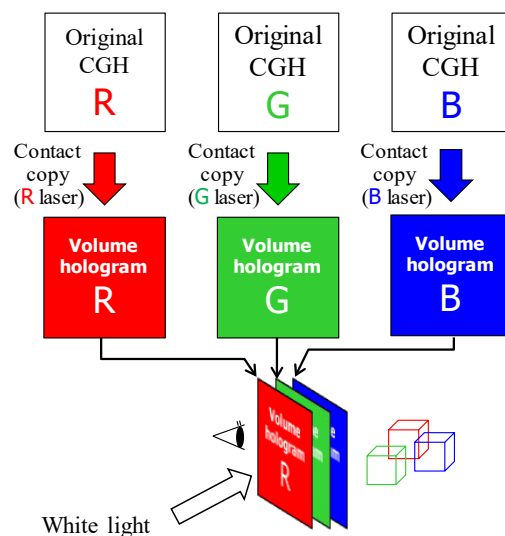 Original
CGH
R
Original
CGH
G
Original
CGH
B
Contact
copy
(R laser)
Contact
copy
(G laser)
Contact
copy
(B laser)
Volume
hologram
R
Volume
hologram
G
Volume
hologram
B
Volume
hologram
R
White light